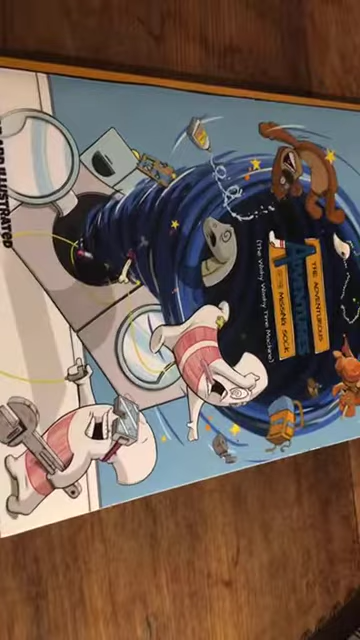 THE ADVENTUROUS
ADVENTURES
OF THE MISSING SOCK
(The Wishy Washy Time Machine)
ILLUSTRATED